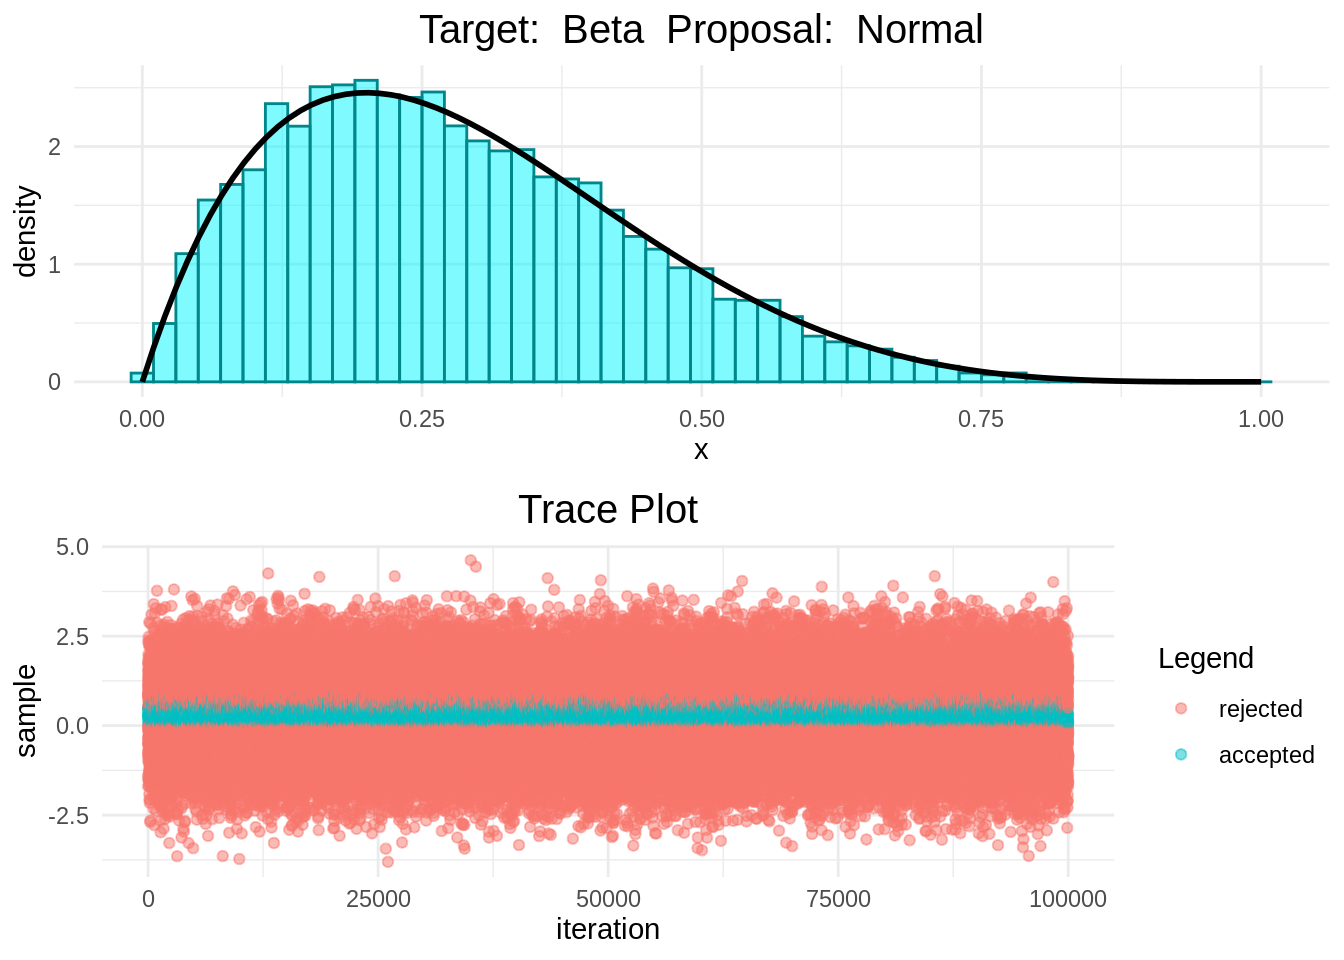 Target:  Beta  Proposal:  Normal
density
2
1
0
0.00 0.25 0.50 0.75 1.00
x
Trace Plot
sample
5.0
2.5
0.0
-2.5
0 25000 50000 75000 100000
iteration
Legend
rejected
accepted